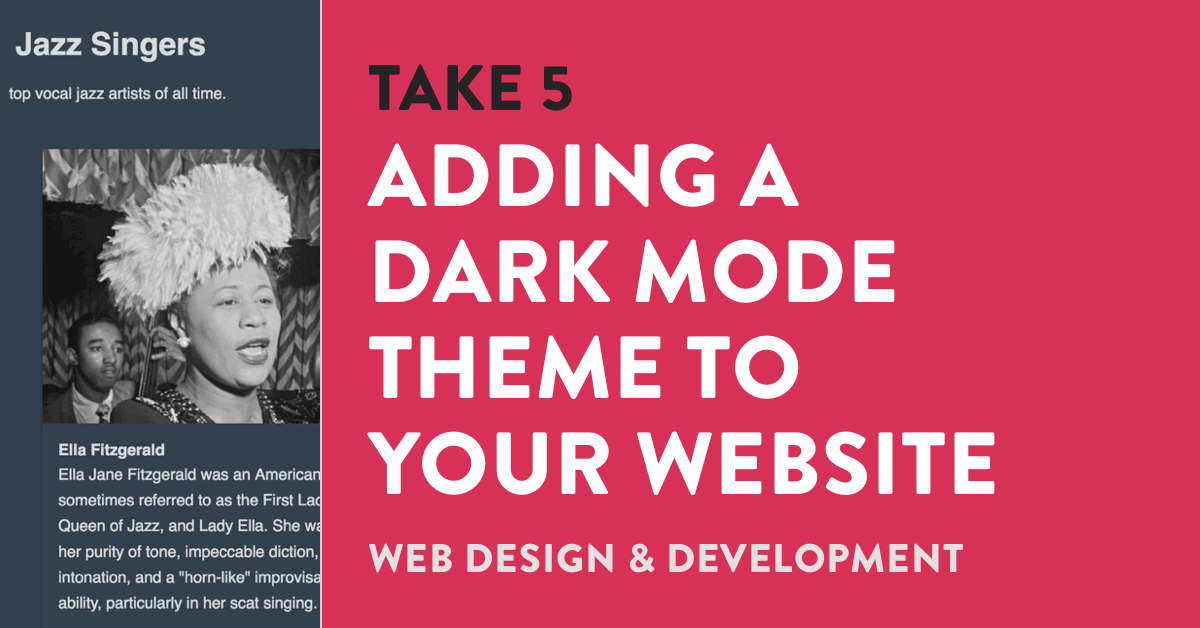 Jazz Singers
top vocal jazz artists of all time.
Ella Fitzgerald
Ella Jane Fitzgerald was an American
sometimes referred to as the First
Queen of Jazz, and Lady Ella. She
her purity of tone, impeccable diction,
intonation, and a "horn-like"
ability, particularly in her scat singing.
TAKE 5
ADDING A
DARK MODE
THEME TO
YOUR WEBSITE
WEB DESIGN & DEVELOPMENT